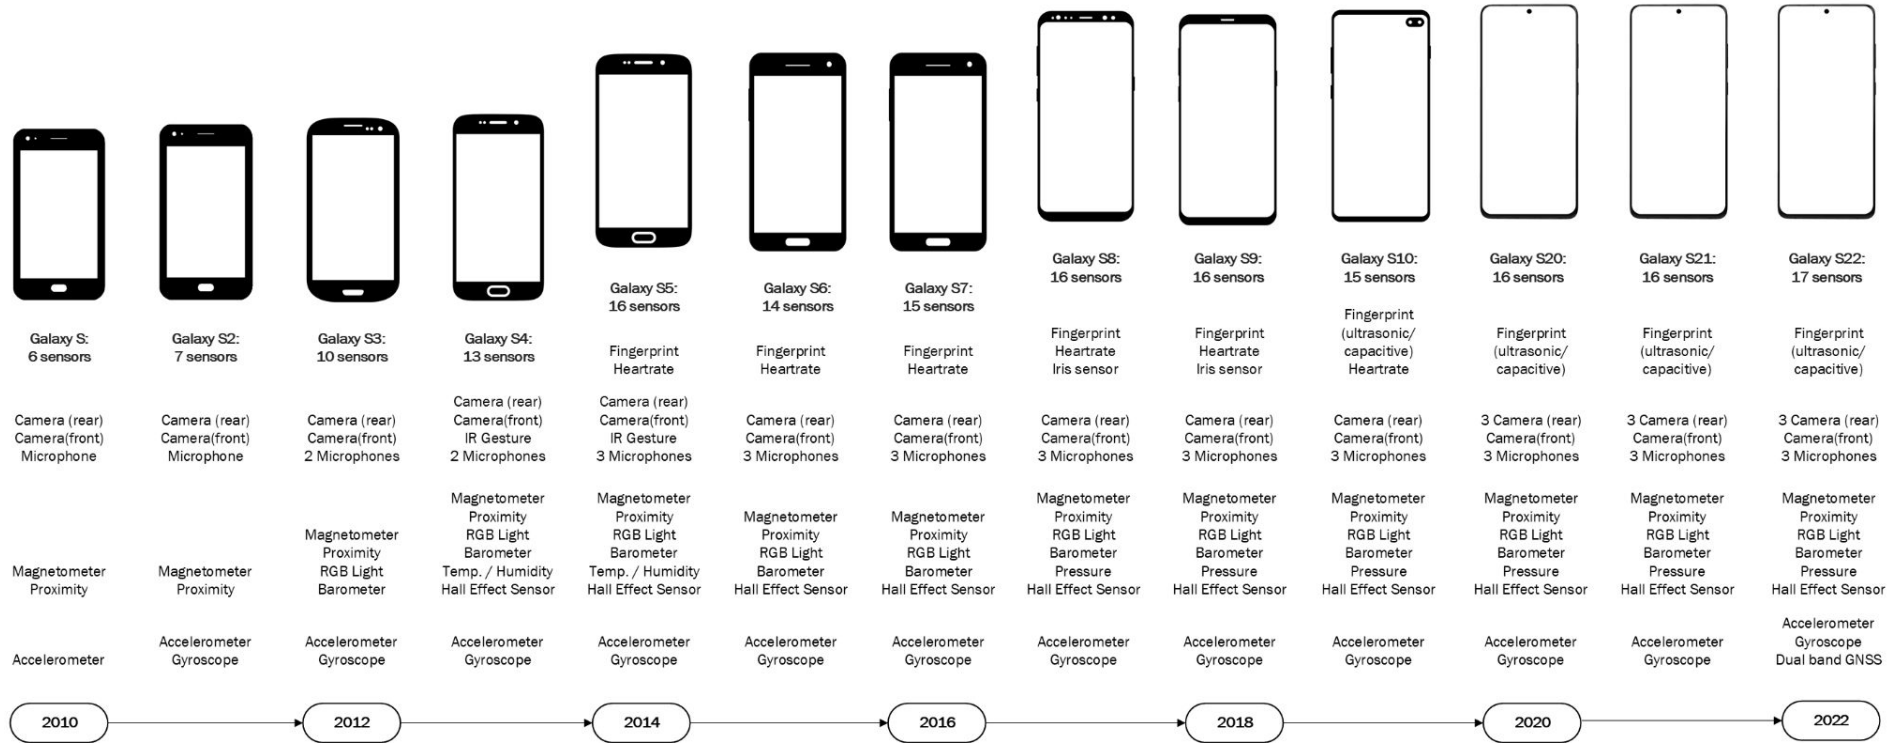 Galaxy S:
6 sensors
Camera (rear)
Camera(front)
Microphone
Magnetometer
Proximity
Accelerometer
Galaxy S2:
7 sensors
Camera (rear)
Camera(front)
Microphone
Magnetometer
Proximity
Accelerometer
Gyroscope
Galaxy S3:
10 sensors
Camera (rear)
Camera(front)
2 Microphones
Magnetometer
Proximity
RGB Light
Barometer
Accelerometer
Gyroscope
Galaxy S4:
13 sensors
Camera (rear)
Camera(front)
IR Gesture
2 Microphones
Magnetometer
Proximity
RGB Light
Barometer
Temp. / Humidity
Hall Effect Sensor
Accelerometer
Gyroscope
Galaxy S5:
16 sensors
Fingerprint
Heartrate
Camera (rear)
Camera(front)
IR Gesture
3 Microphones
Magnetometer
Proximity
RGB Light
Barometer
Temp. / Humidity
Hall Effect Sensor
Accelerometer
Gyroscope
Galaxy S6:
14 sensors
Fingerprint
Heartrate
Camera (rear)
Camera(front)
3 Microphones
Magnetometer
Proximity
RGB Light
Barometer
Hall Effect Sensor
Accelerometer
Gyroscope
Galaxy S7:
15 sensors
Fingerprint
Heartrate
Camera (rear)
Camera(front)
3 Microphones
Magnetometer
Proximity
RGB Light
Barometer
Hall Effect Sensor
Accelerometer
Gyroscope
Galaxy S8:
16 sensors
Fingerprint
Heartrate
Iris sensor
Camera (rear)
Camera(front)
3 Microphones
Magnetometer
Proximity
RGB Light
Barometer
Pressure
Hall Effect Sensor
Accelerometer
Gyroscope
Galaxy S9:
16 sensors
Fingerprint
Heartrate
Iris sensor
Camera (rear)
Camera(front)
3 Microphones
Magnetometer
Proximity
RGB Light
Barometer
Pressure
Hall Effect Sensor
Accelerometer
Gyroscope
Galaxy S10:
15 sensors
Fingerprint
(ultrasonic/
capacitive)
Heartrate
Camera (rear)
Camera(front)
3 Microphones
Magnetometer
Proximity
RGB Light
Barometer
Pressure
Hall Effect Sensor
Accelerometer
Gyroscope
Galaxy S20:
16 sensors
Fingerprint
(ultrasonic/
capacitive)
3 Camera (rear)
Camera(front)
3 Microphones
Magnetometer
Proximity
RGB Light
Barometer
Pressure
Hall Effect Sensor
Accelerometer
Gyroscope
Galaxy S21:
16 sensors
Fingerprint
(ultrasonic/
capacitive)
3 Camera (rear)
Camera(front)
3 Microphones
Magnetometer
Proximity
RGB Light
Barometer
Pressure
Hall Effect Sensor
Accelerometer
Gyroscope
Galaxy S22:
17 sensors
Fingerprint
(ultrasonic/
capacitive)
3 Camera (rear)
Camera(front)
3 Microphones
Magnetometer
Proximity
RGB Light
Barometer
Pressure
Hall Effect Sensor
Accelerometer
Gyroscope
Dual band GNSS
2010
2012
2014
2016
2018
2020
2022